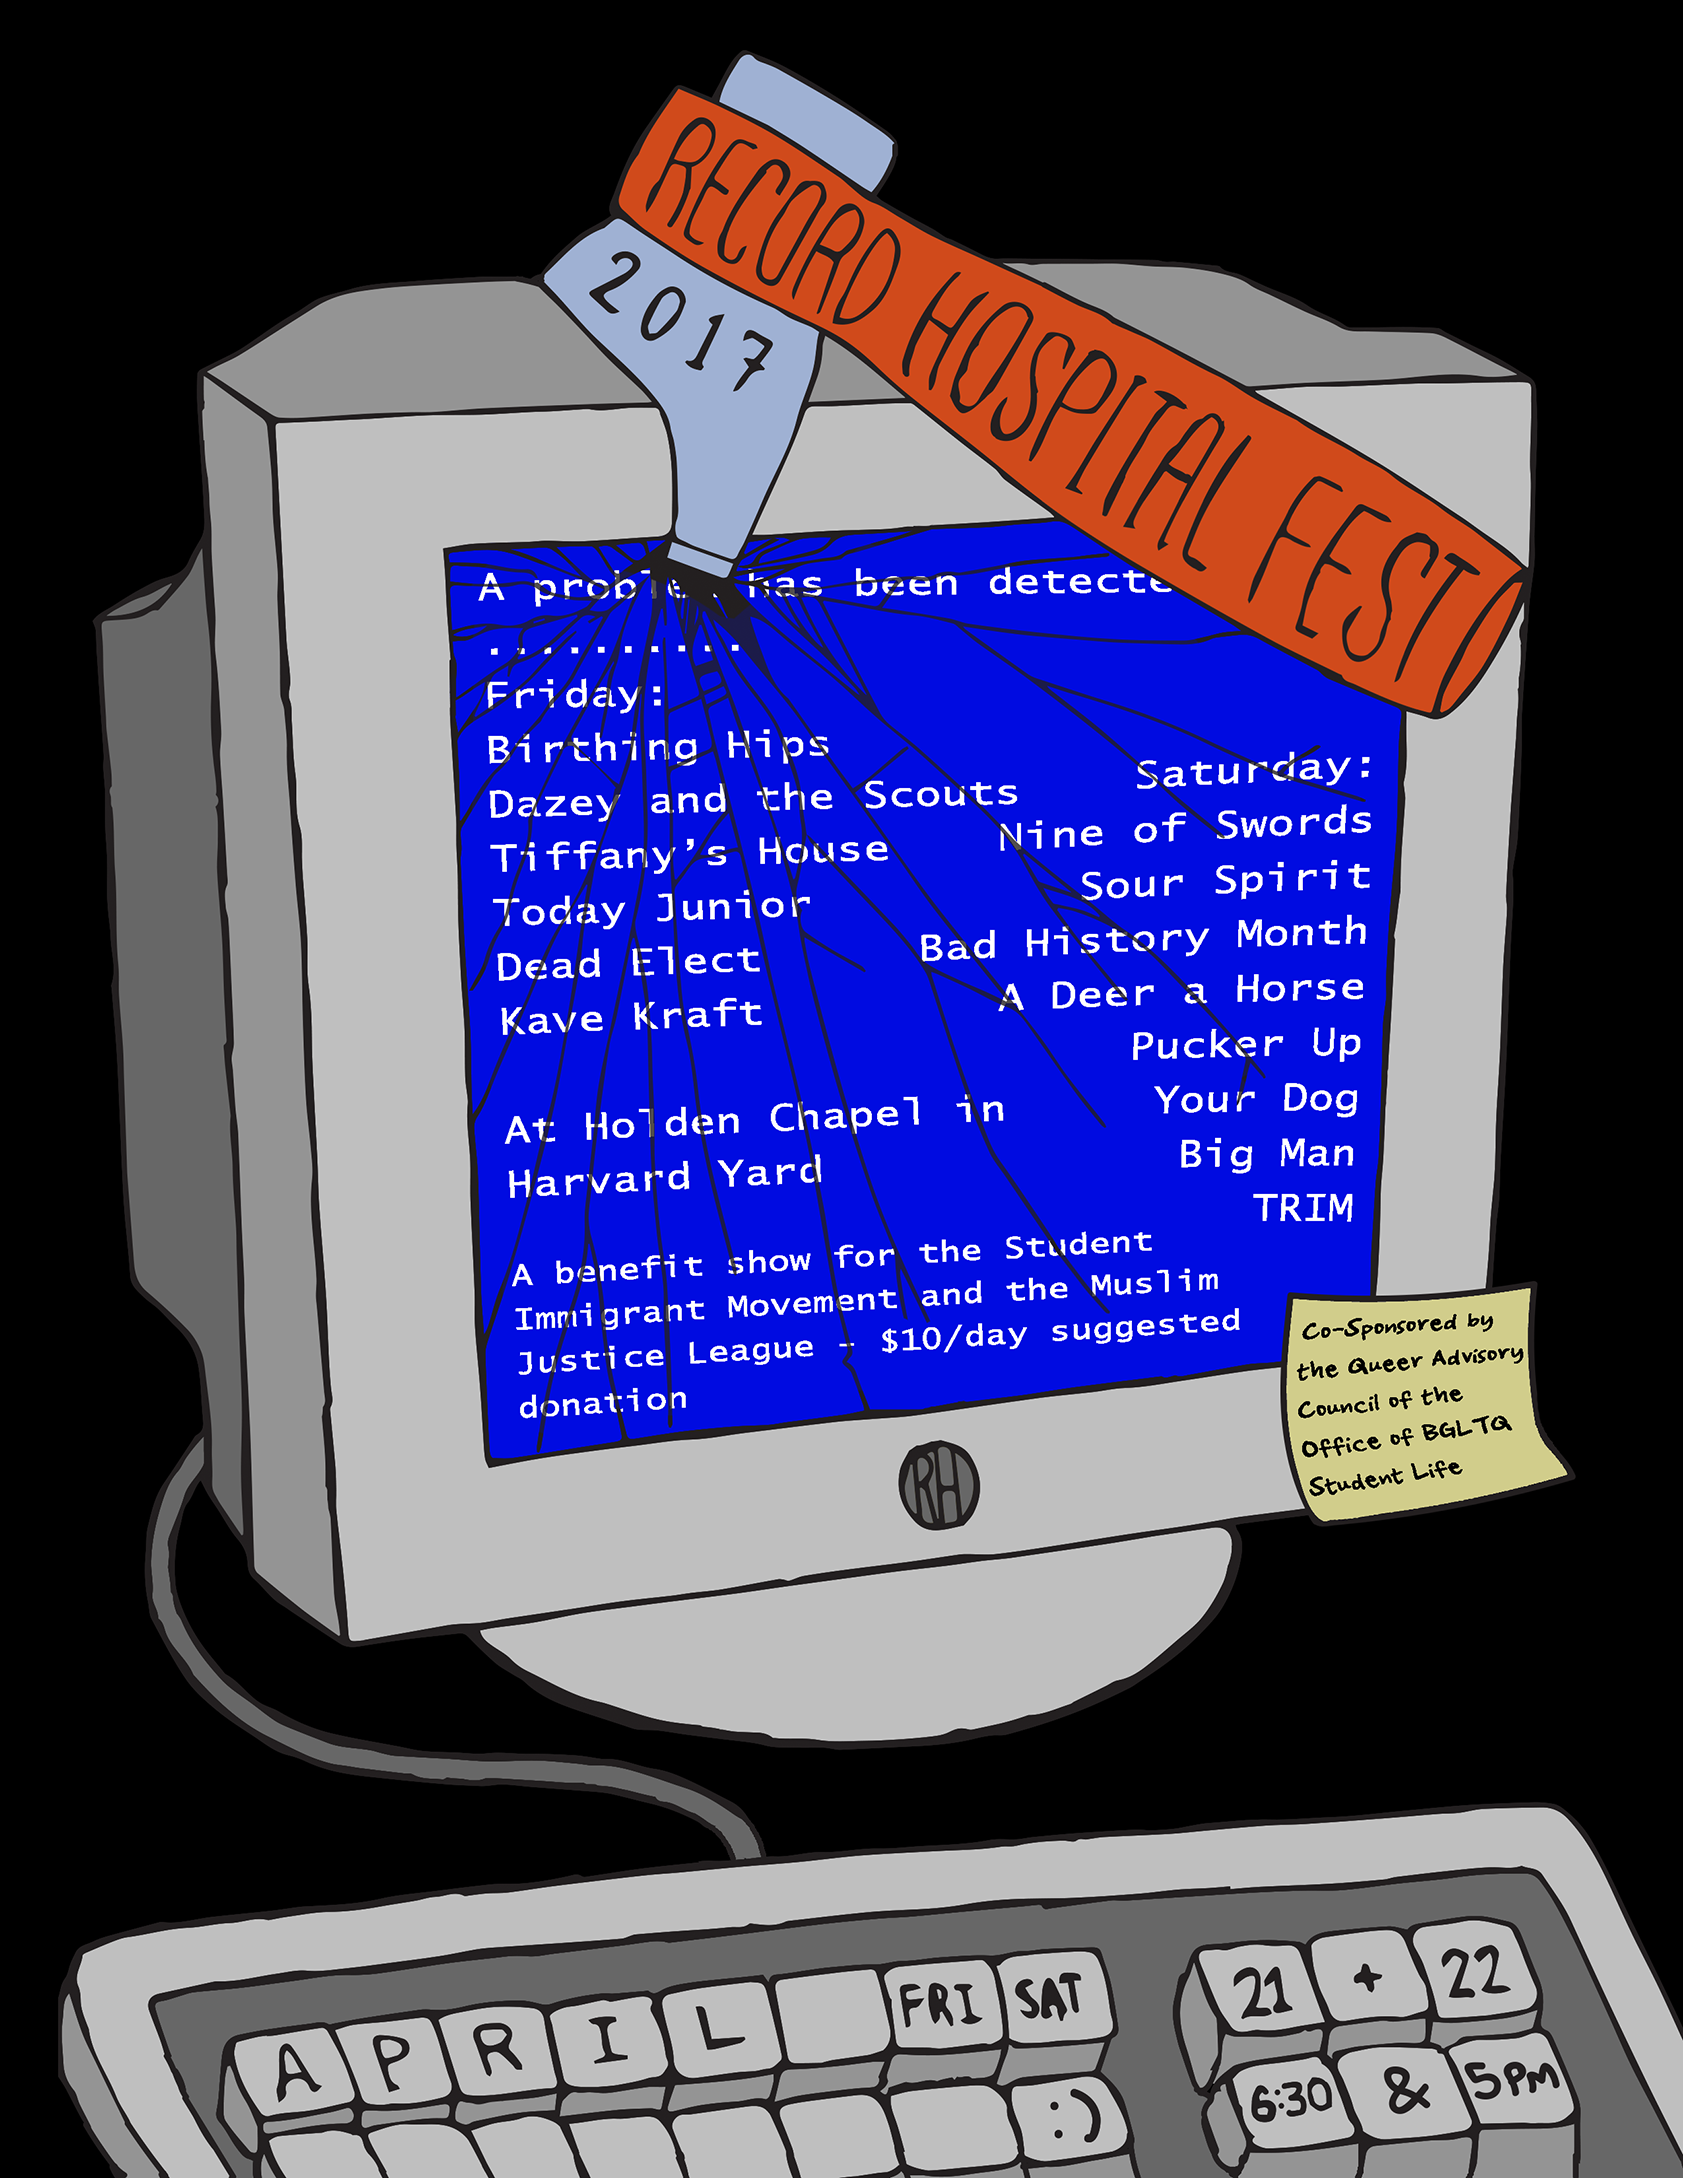 RECORD HOSPITAL FEST
2017
A problem has been detecte
...........
Friday:
Birthing Hips
Dazey and the Scouts
Tiffany’s House
Today Junior
Dead Elect
Kave Kraft
At Holden Chapel in
Harvard Yard
Saturday:
Nine of Swords
Sour Spirit
Bad History Month
A Deer a Horse
Pucker Up
Your Dog
Big Man
TRIM
A benefit show for the Student
Immigrant Movement and the Muslim
Justice League - $10/day suggested
donation
Co-Sponsored by
the Queer Advisory
Council of the
Office of BGLTQ
Student Life
RH
APRIL FRI SAT
21 + 22
:)
6:30 & 5PM